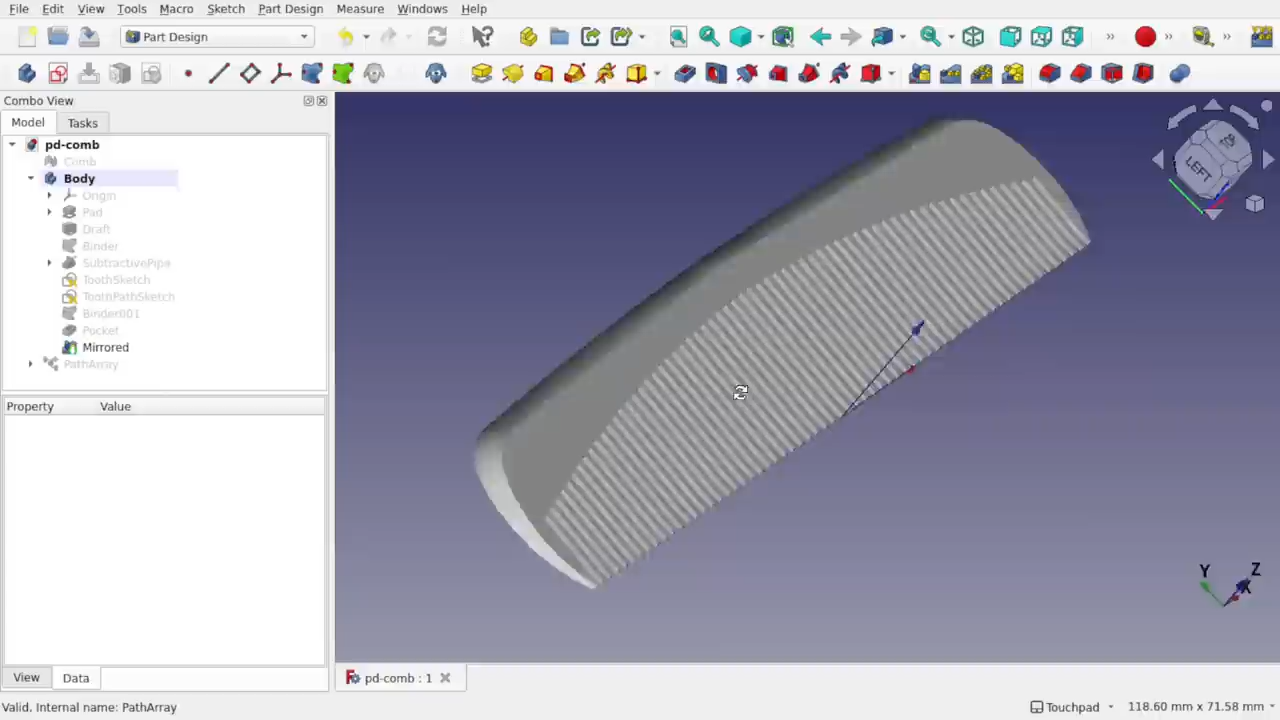 File Edit View Tools Macro Sketch Part Design Measure Windows Help
Part Design
Combo View
Model Tasks
pd-comb
Comb
Body
Origin
Pad
Draft
Binder
SubtractivePipe
ToothSketch
ToothPathSketch
Binder001
Pocket
Mirrored
PathArray
Property Value
LEFT
Y Z
X
View Data
pd-comb : 1
Valid, Internal name: PathArray
Touchpad 118.60 mm x 71.58 mm